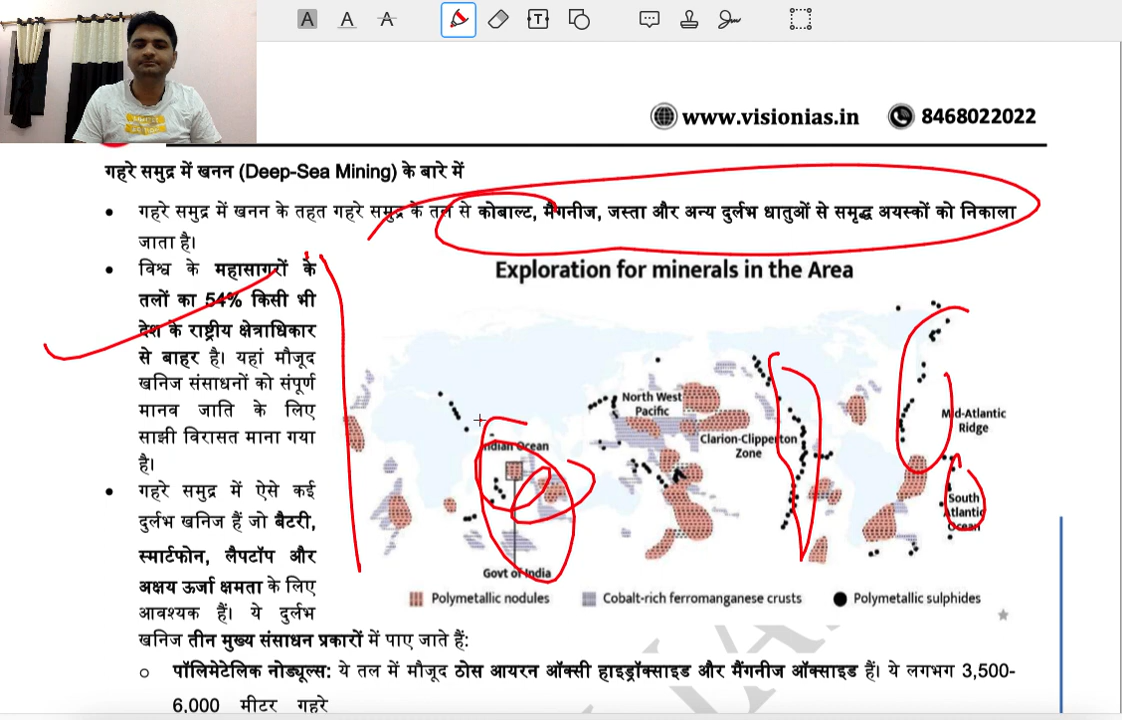 A A A T
www.visionias.in 8468022022
गहरे समुद्र में खनन (Deep-Sea Mining) के बारे में
• गहरे समुद्र में खनन के तहत गहरे समुद्र के तल से कोबाल्ट, मैंगनीज, जस्ता और अन्य दुर्लभ धातुओं से समृद्ध अयस्कों को निकाला
जाता है।
• विश्व के महासागरों के
तलों का 54% किसी भी
देश के राष्ट्रीय क्षेत्राधिकार
से बाहर है। यहां मौजूद
खनिज संसाधनों को संपूर्ण
मानव जाति के लिए
साझी विरासत माना गया
है।
• गहरे समुद्र में ऐसे कई
दुर्लभ खनिज हैं जो बैटरी,
स्मार्टफोन, लैपटॉप और
अक्षय ऊर्जा क्षमता के लिए
आवश्यक हैं। ये दुर्लभ
खनिज तीन मुख्य संसाधन प्रकारों में पाए जाते हैं:
Exploration for minerals in the Area
North West
Pacific
Clarion-Clipperton
Zone
Mid-Atlantic
Ridge
Indian Ocean
South
Atlantic
Ocean
Govt of India
Polymetallic nodules Cobalt-rich ferromanganese crusts Polymetallic sulphides
o पॉलिमेटेलिक नोड्यूल्स: ये तल में मौजूद ठोस आयरन ऑक्सी हाइड्रॉक्साइड और मैंगनीज ऑक्साइड हैं। ये लगभग 3,500-
6,000 मीटर गहरे